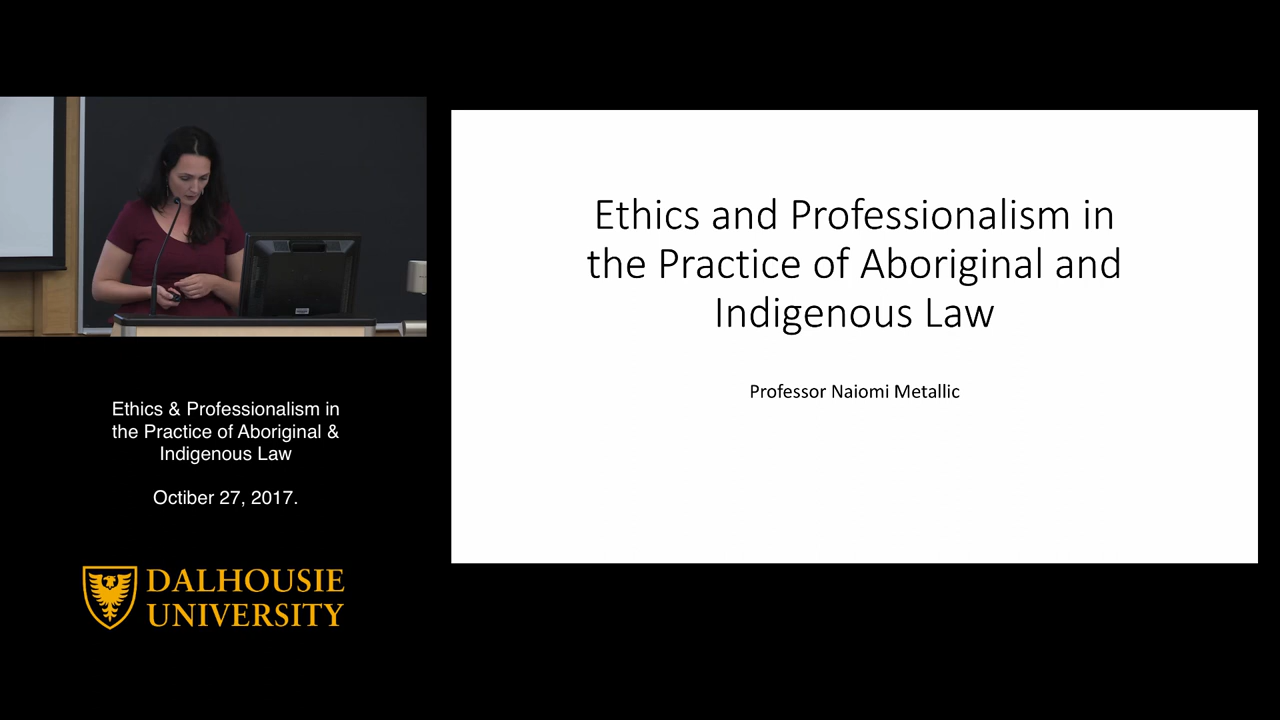 Ethics and Professionalism in
the Practice of Aboriginal and
Indigenous Law
Professor Naiomi Metallic
Ethics & Professionalism in
the Practice of Aboriginal &
Indigenous Law
Octiber 27, 2017.
DALHOUSIE
UNIVERSITY